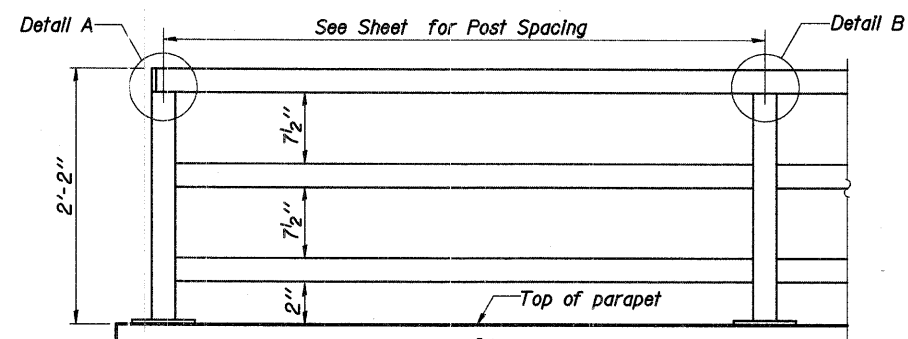 Detail A
See Sheet for Post Spacing
Detail B
7½"
2'-2"
7½"
2"
Top of parapet